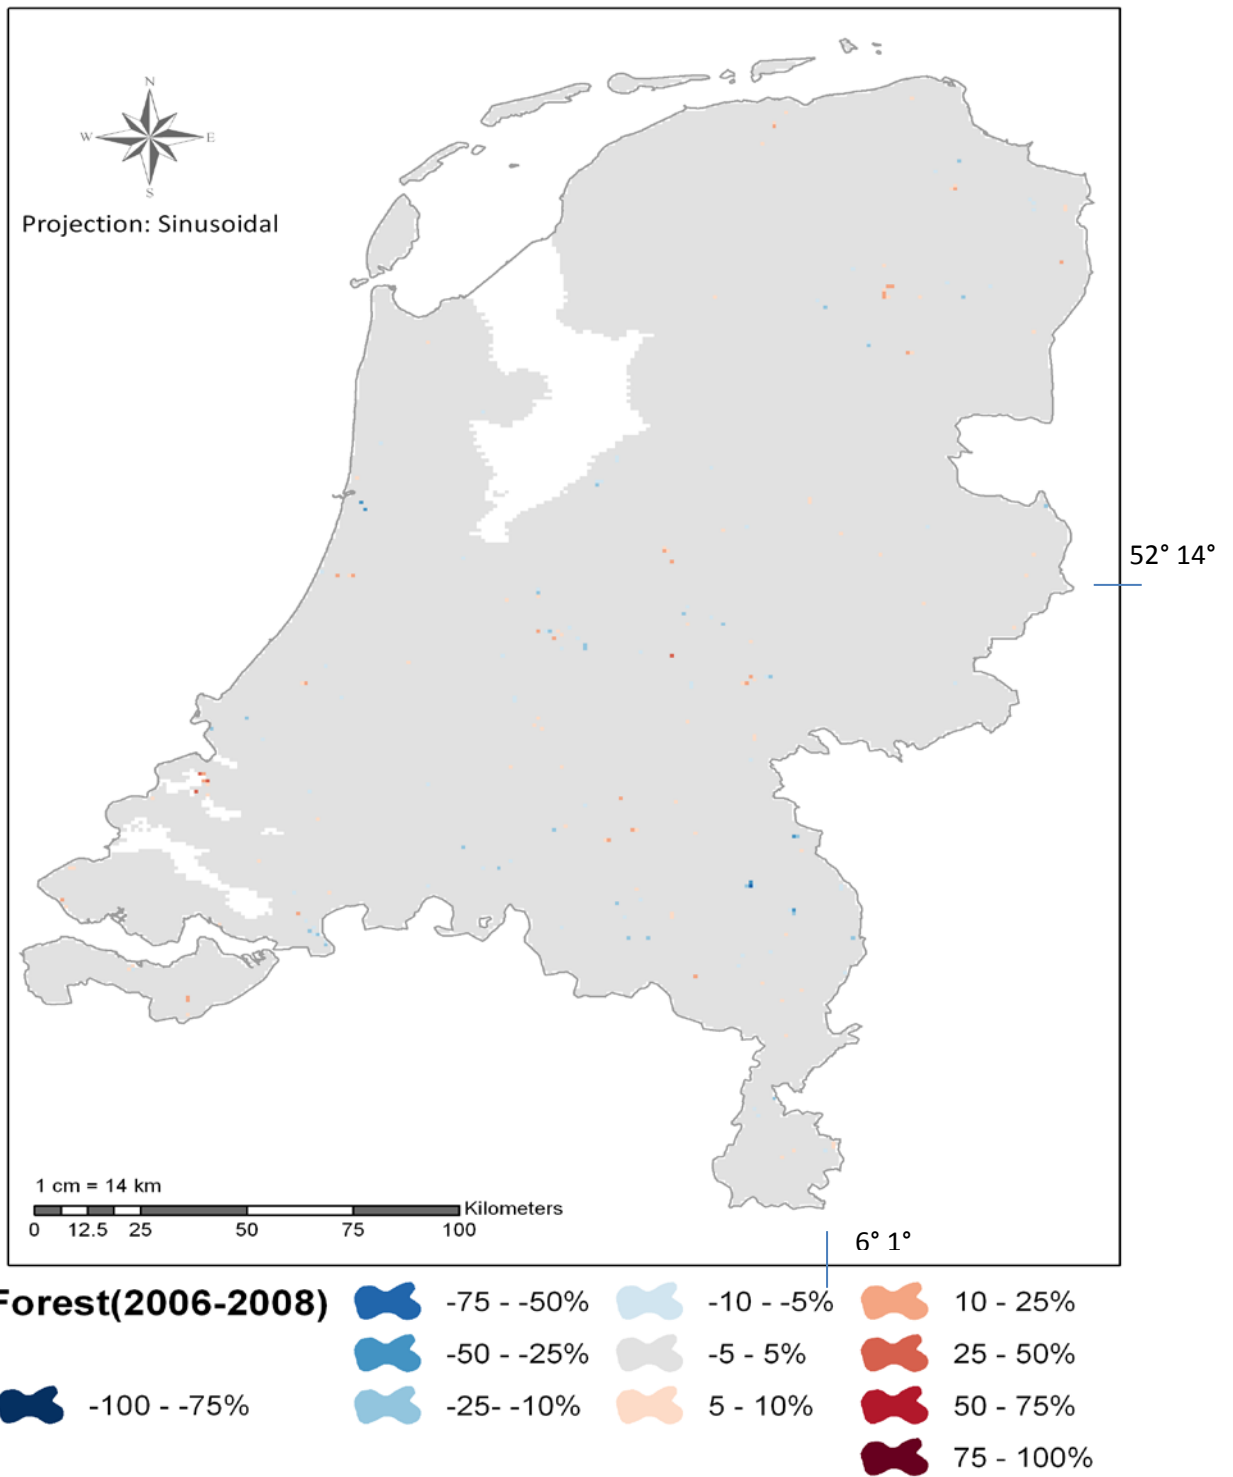 N
W E
S
Projection: Sinusoidal
52° 14°
1 cm = 14 km
Kilometers
0 12.5 25 50 75 100
6° 1°
Forest(2006-2008)
-75 - -50% -10 - -5% 10 - 25%
-50 - -25% -5 - 5% 25 - 50%
-100 - -75% -25- -10% 5 - 10% 50 - 75%
75 - 100%